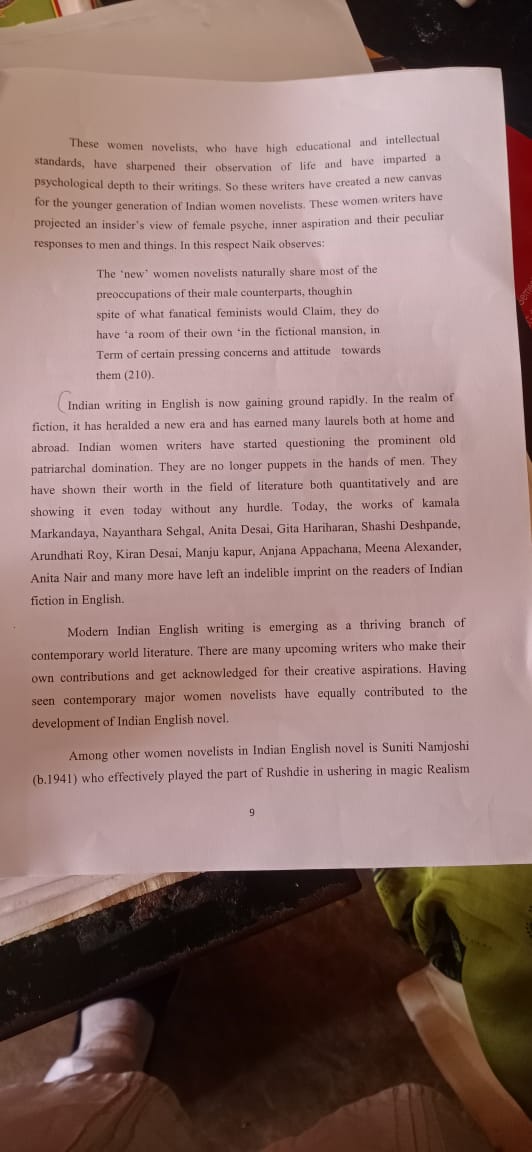 These women novelists, who have high educational and intellectual
standards, have sharpened their observation of life and have imparted a
psychological depth to their writings. So these writers have created a new canvas
for the younger generation of Indian women novelists. These women writers have
projected an insider's view of female psyche, inner aspiration and their peculiar
responses to men and things. In this respect Naik observes:
The 'new' women novelists naturally share most of the
preoccupations of their male counterparts, thoughin
spite of what fanatical feminists would Claim, they do
have 'a room of their own 'in the fictional mansion, in
Term of certain pressing concerns and attitude towards
them (210).
Indian writing in English is now gaining ground rapidly. In the realm of
fiction, it has heralded a new era and has earned many laurels both at home and
abroad. Indian women writers have started questioning the prominent old
patriarchal domination. They are no longer puppets in the hands of men. They
have shown their worth in the field of literature both quantitatively and are
showing it even today without any hurdle. Today, the works of kamala
Markandaya, Nayanthara Sehgal, Anita Desai, Gita Hariharan, Shashi Deshpande,
Arundhati Roy, Kiran Desai, Manju kapur, Anjana Appachana, Meena Alexander,
Anita Nair and many more have left an indelible imprint on the readers of Indian
fiction in English.
Modern Indian English writing is emerging as a thriving branch of
contemporary world literature. There are many upcoming writers who make their
own contributions and get acknowledged for their creative aspirations. Having
seen contemporary major women novelists have equally contributed to the
development of Indian English novel.
Among other women novelists in Indian English novel is Suniti Namjoshi
(b.1941) who effectively played the part of Rushdie in ushering in magic Realism
9